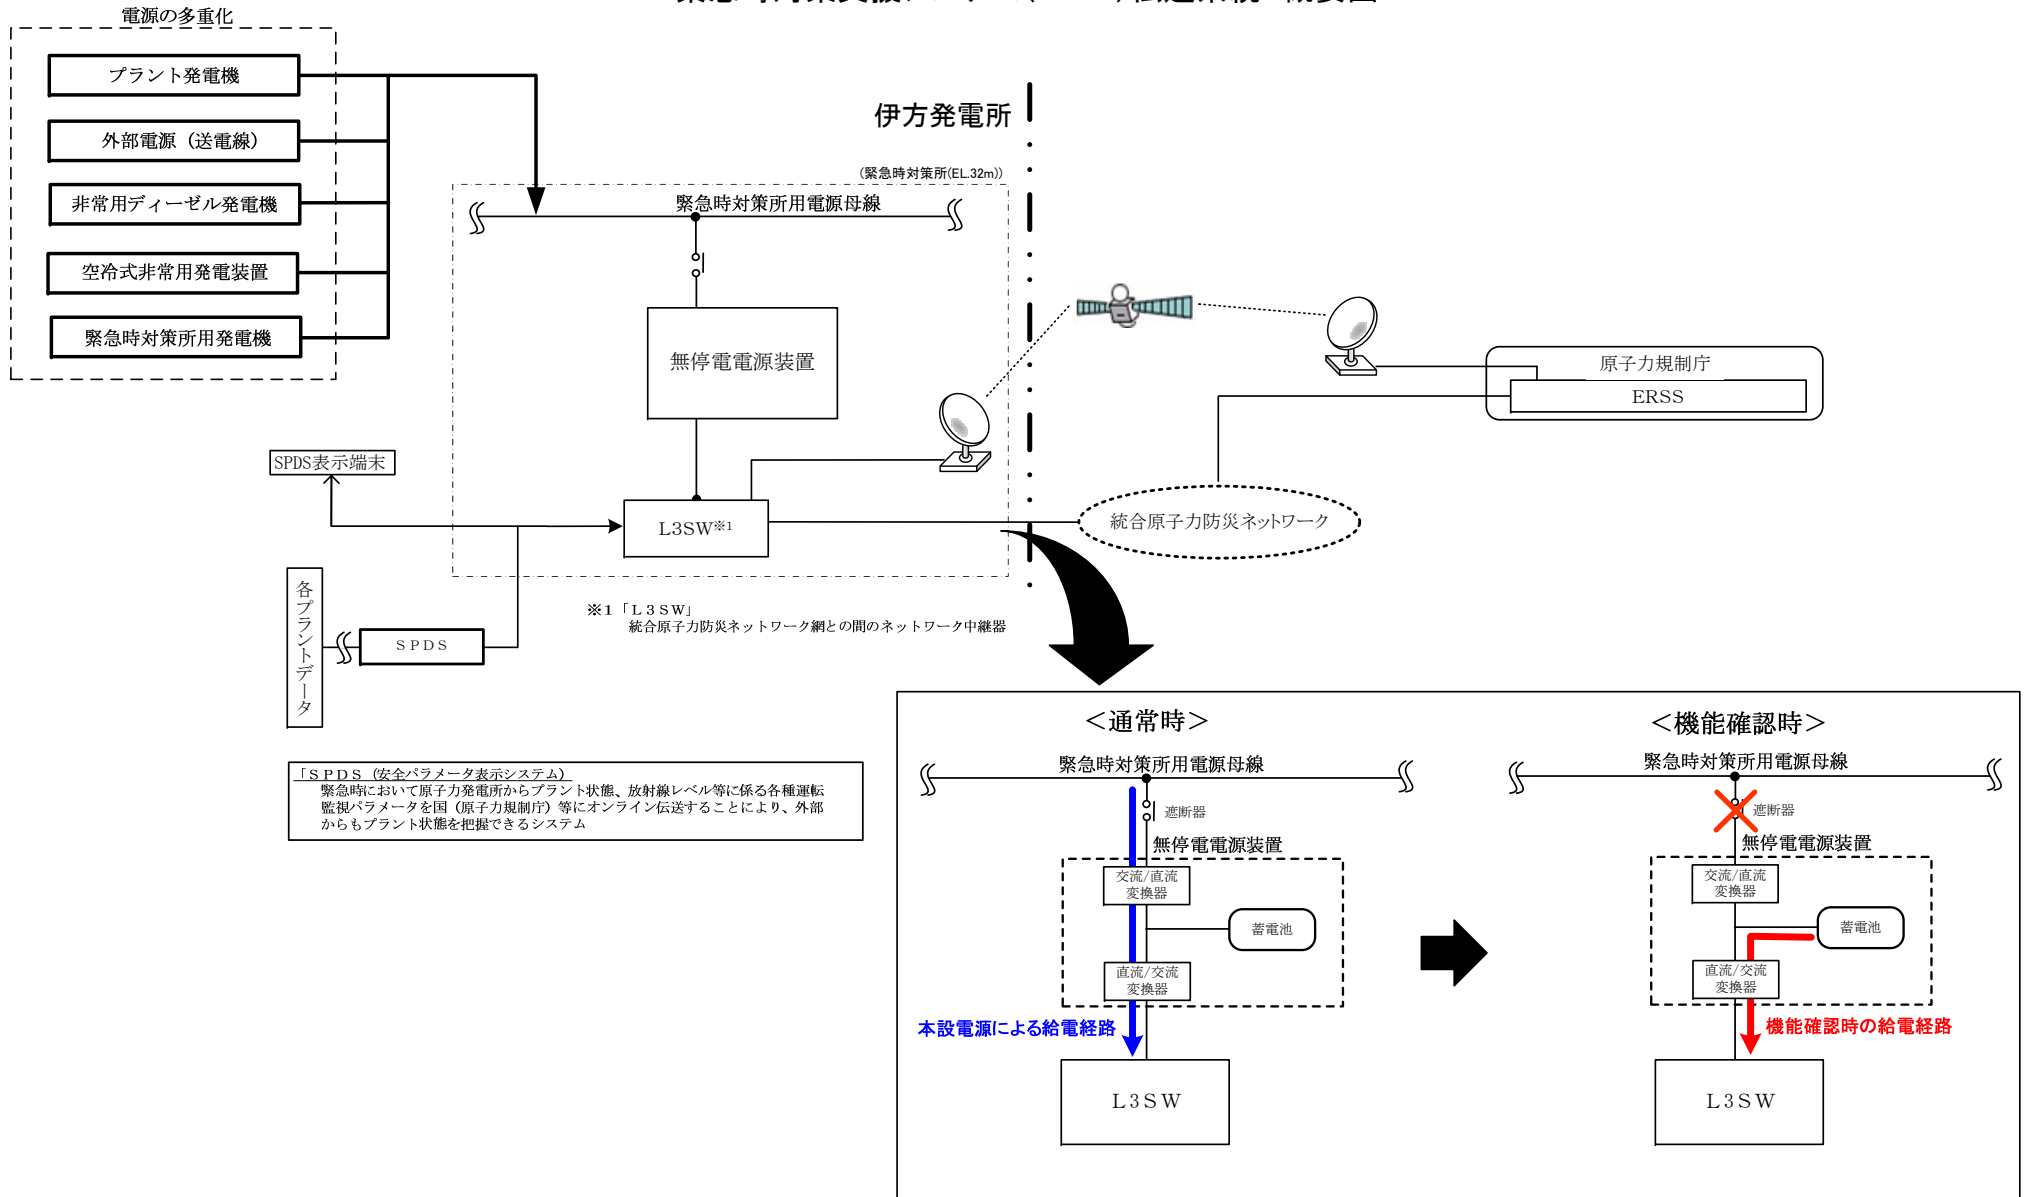 電源の多重化
プラント発電機
外部電源（送電線）
非常用ディーゼル発電機
空冷式非常用発電装置
緊急時対策所用発電機
伊方発電所
(緊急時対策所(EL.32m))
緊急時対策所用電源母線
無停電電源装置
原子力規制庁
ERSS
SPDS表示端末
L3SW※1
統合原子力防災ネットワーク
各プラントデータ
ＳＰＤＳ
※1「Ｌ３ＳＷ」
統合原子力防災ネットワーク網との間のネットワーク中継器
「ＳＰＤＳ（安全パラメータ表示システム）
緊急時において原子力発電所からプラント状態、放射線レベル等に係る各種運転
監視パラメータを国（原子力規制庁）等にオンライン伝送することにより、外部
からもプラント状態を把握できるシステム
＜通常時＞
緊急時対策所用電源母線
遮断器
無停電電源装置
交流/直流
変換器
蓄電池
直流/交流
変換器
本設電源による給電経路
Ｌ３ＳＷ
＜機能確認時＞
緊急時対策所用電源母線
遮断器
無停電電源装置
交流/直流
変換器
蓄電池
直流/交流
変換器
機能確認時の給電経路
Ｌ３ＳＷ